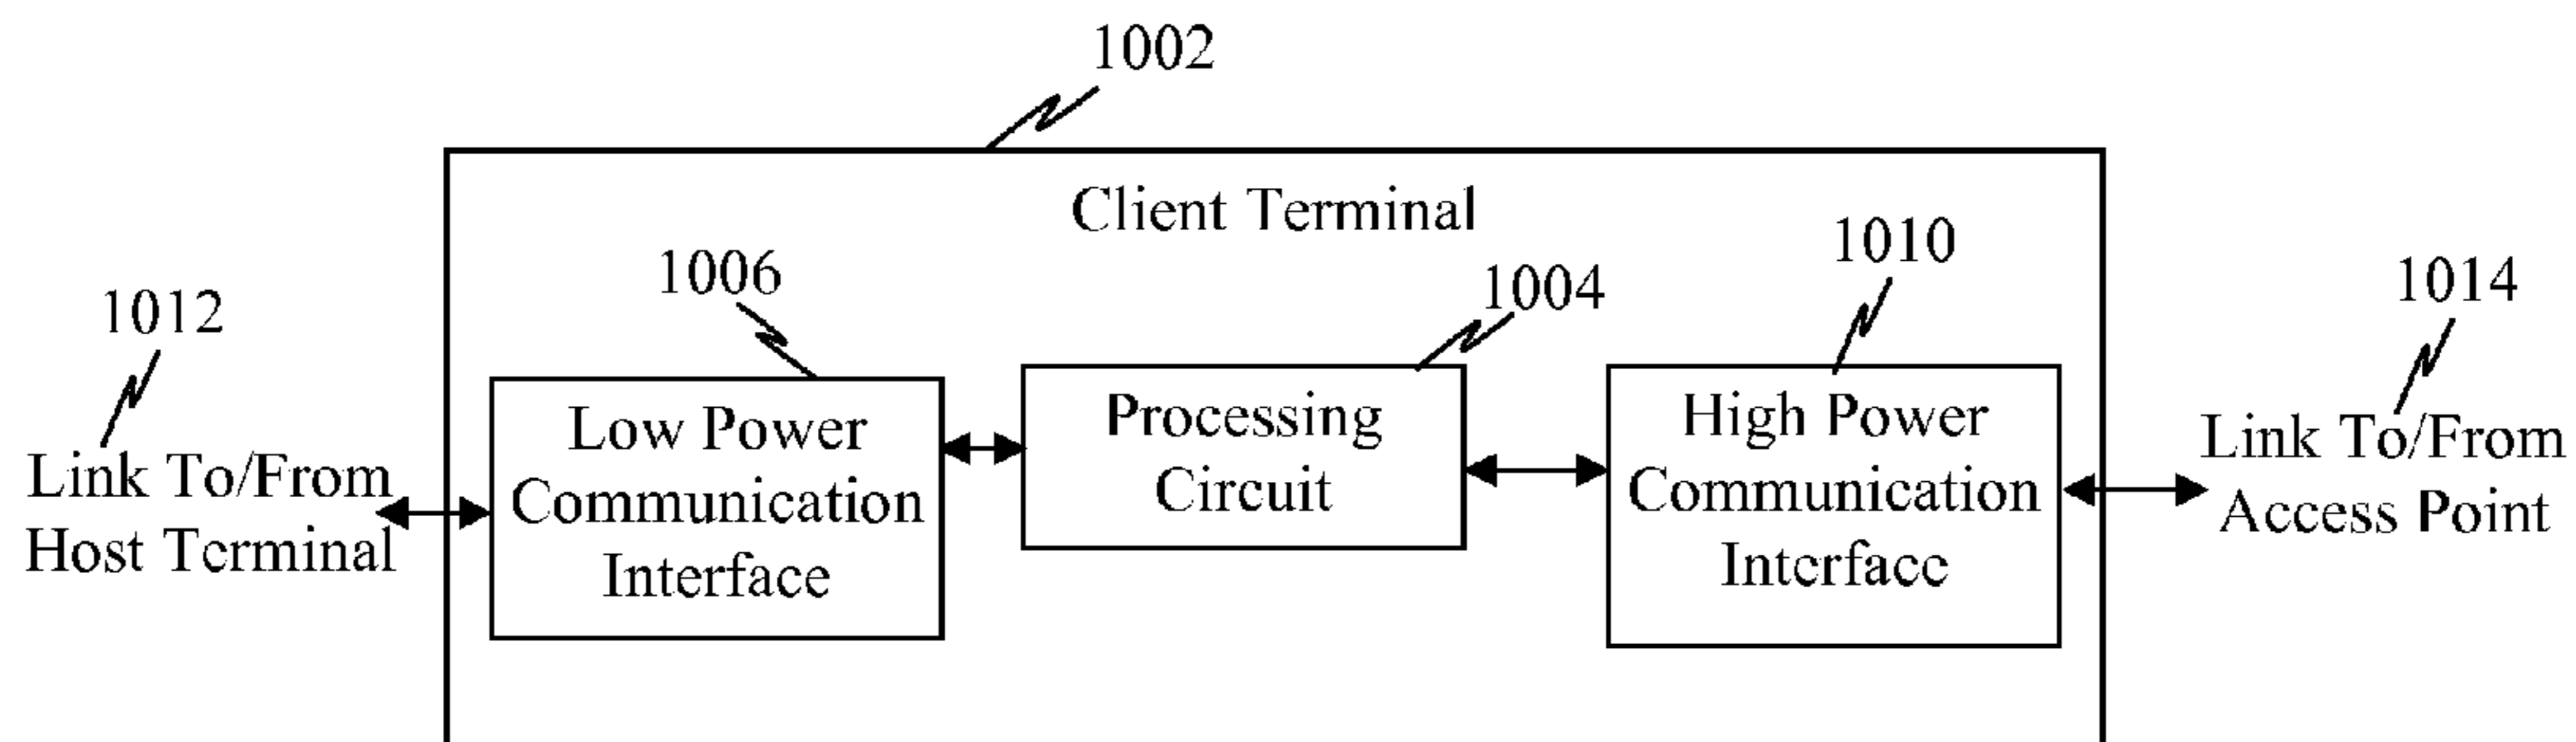 1002
Client Terminal
1006
1004
1010
1012
1014
Low Power
Communication
Interface
Processing
Circuit
High Power
Communication
Interface
Link To/From
Host Terminal
Link To/From
Access Point